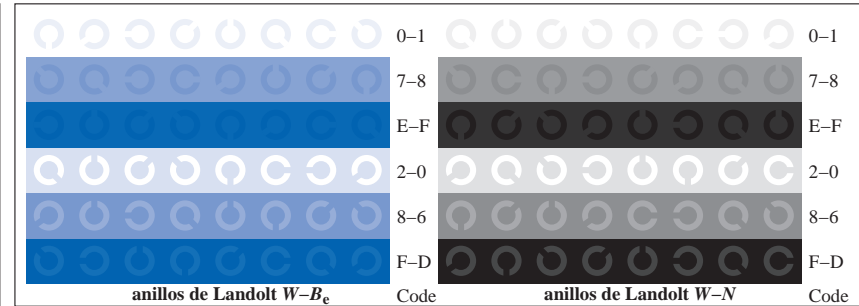 0–1 0–1
7–8 7–8
E–F E–F
2–0 2–0
8–6 8–6
F–D F–D
anillos de Landolt W–Be Code anillos de Landolt W–N Code